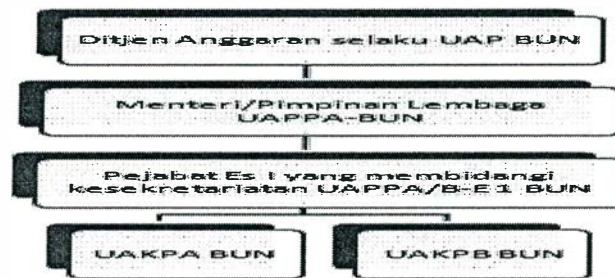 Ditjen Anggaran selaku UAP BUN
Menteri/Pimpinan Lembaga
UAPPA-BUN
Pejabat Es I yang membidangi
kesekretariatan UAPPA/B-E1 BUN
UAKPA BUN
UAKPB BUN